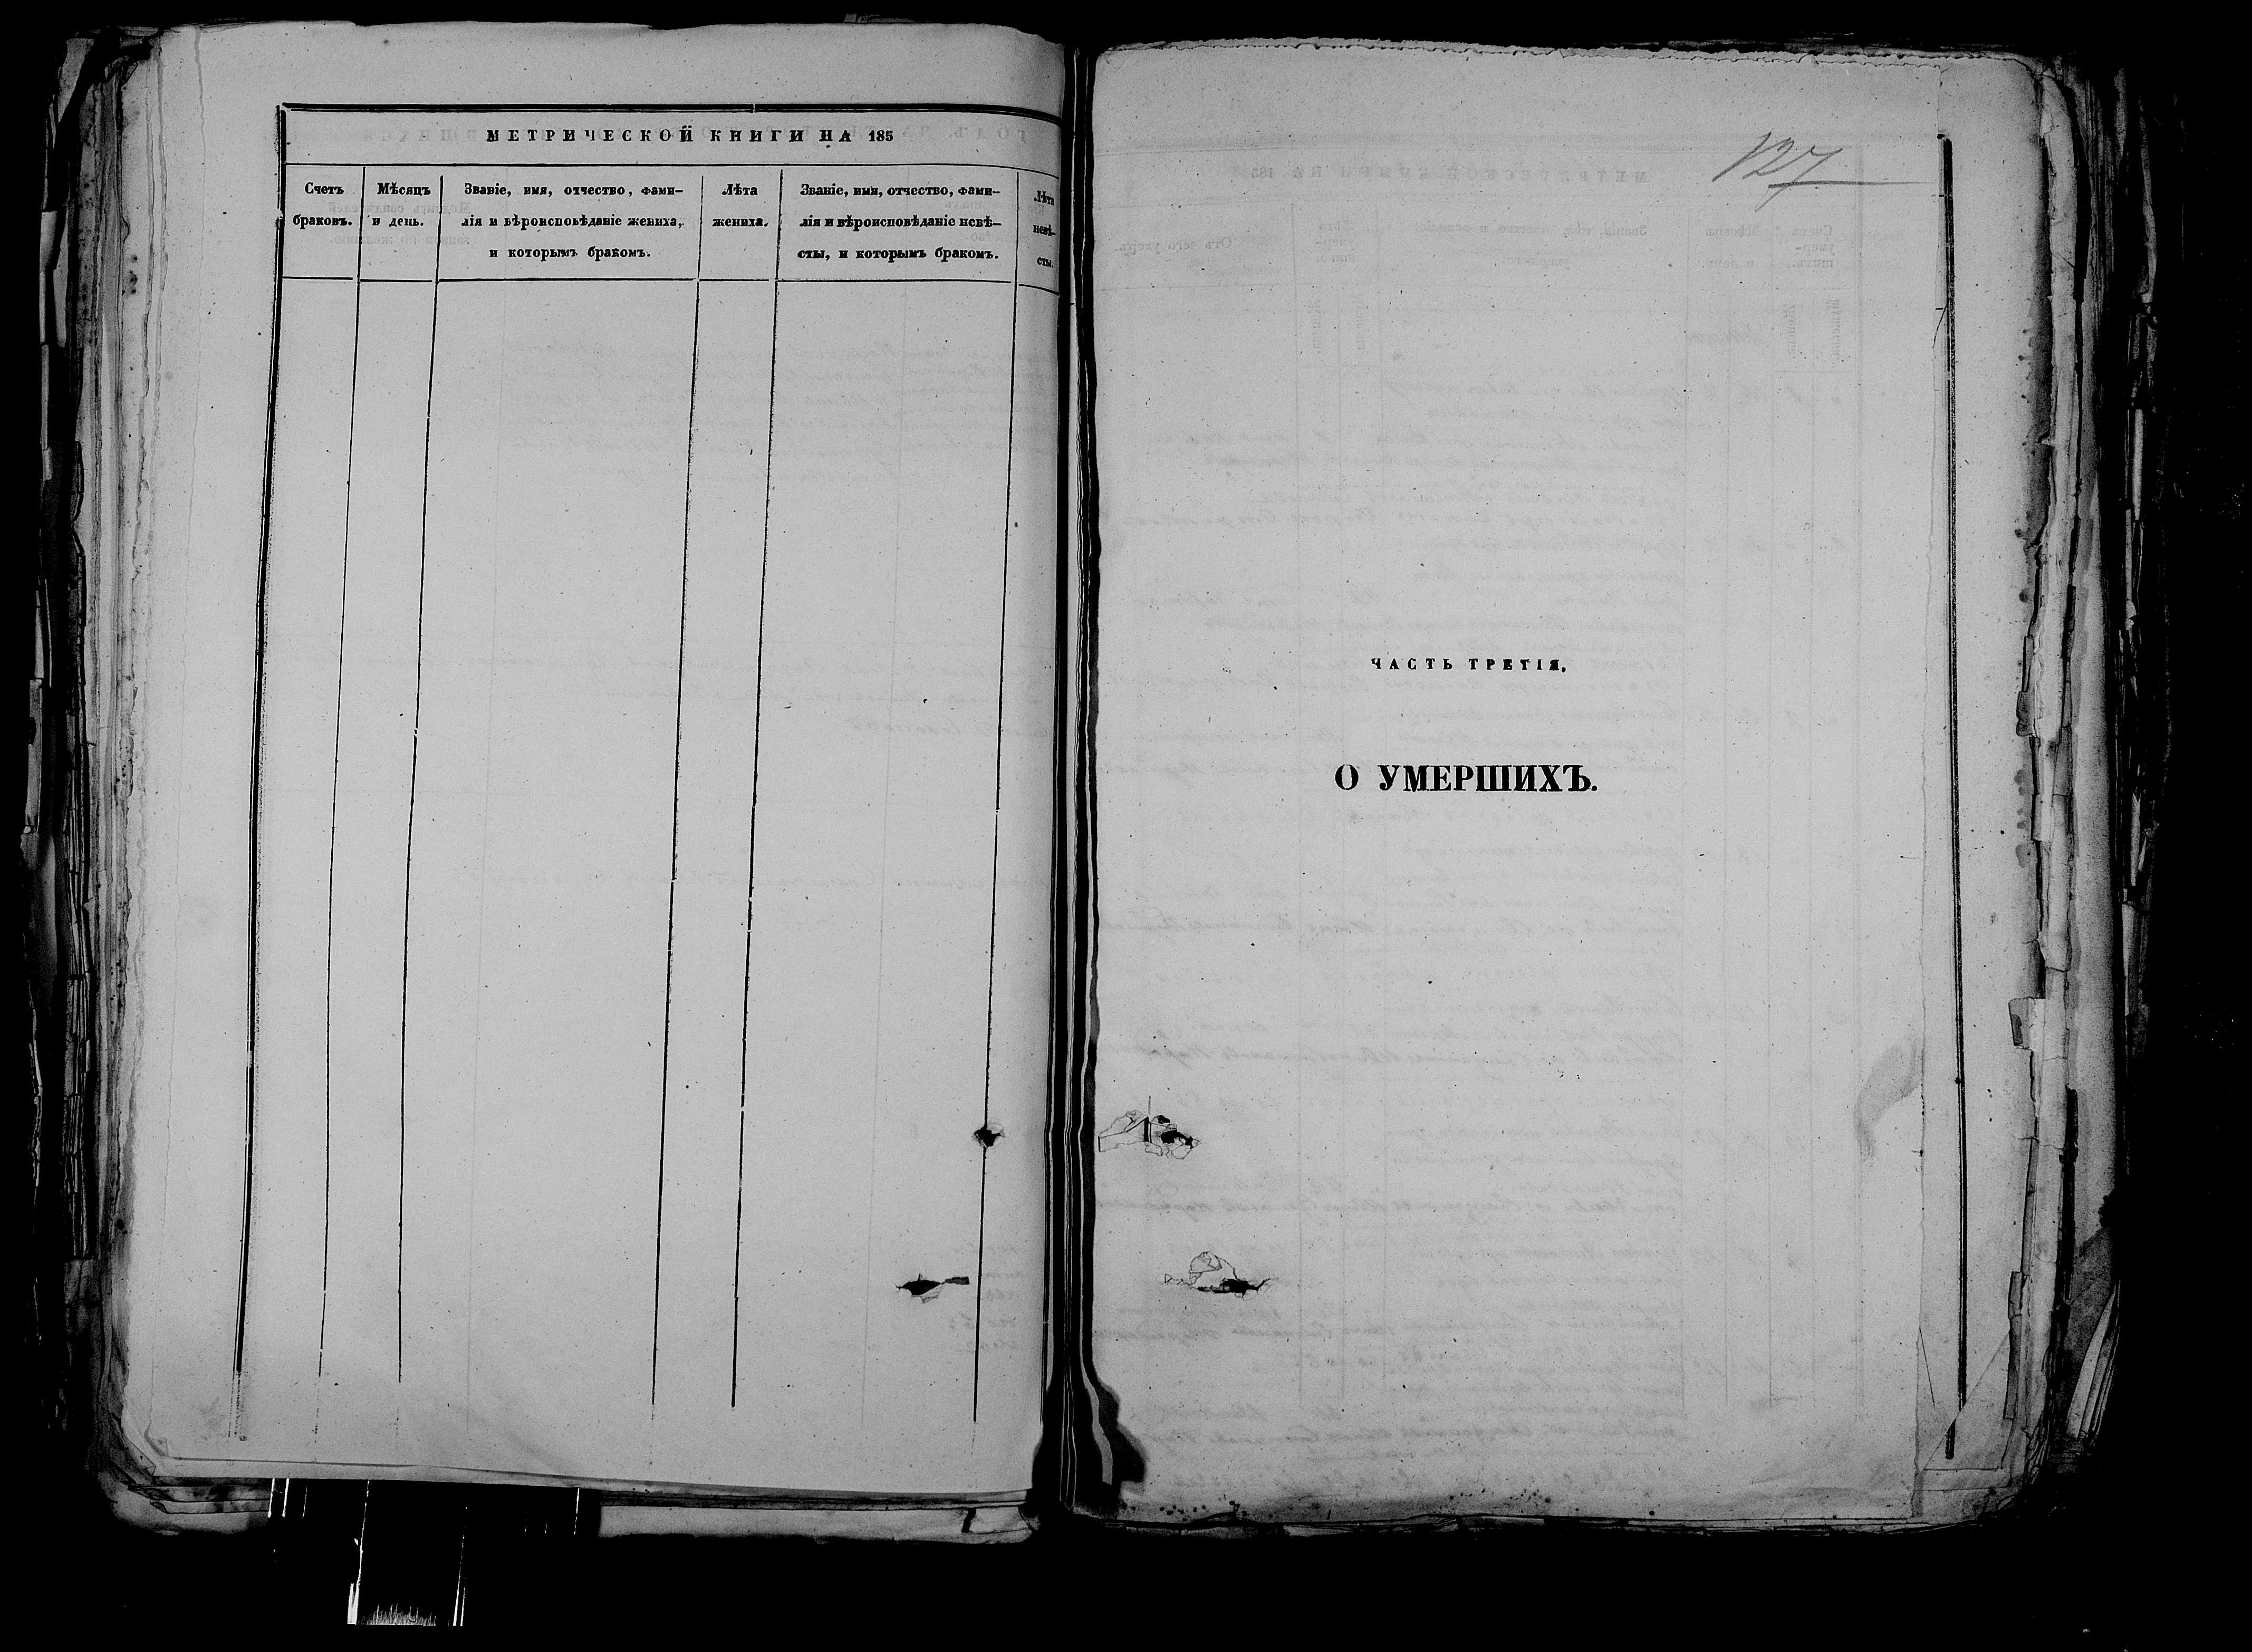 МЕТРИЧЕСКОЙ КНИГИ НА 185
Счетъ браковъ.
Мѣсяцъ и день.
Званіе, имя, отчество, фами-
лія и вѣроисповѣданіе жениха,
и которымъ бракомъ.
Лѣта
жениха.
Званіе, имя, отчество, фами-
лія и вѣроисповѣданіе невѣ-
сты, и которымъ бракомъ.
Лѣта
невѣ-
сты.
127
ЧАСТЬ ТРЕТІЯ.
О УМЕРШИХЪ.